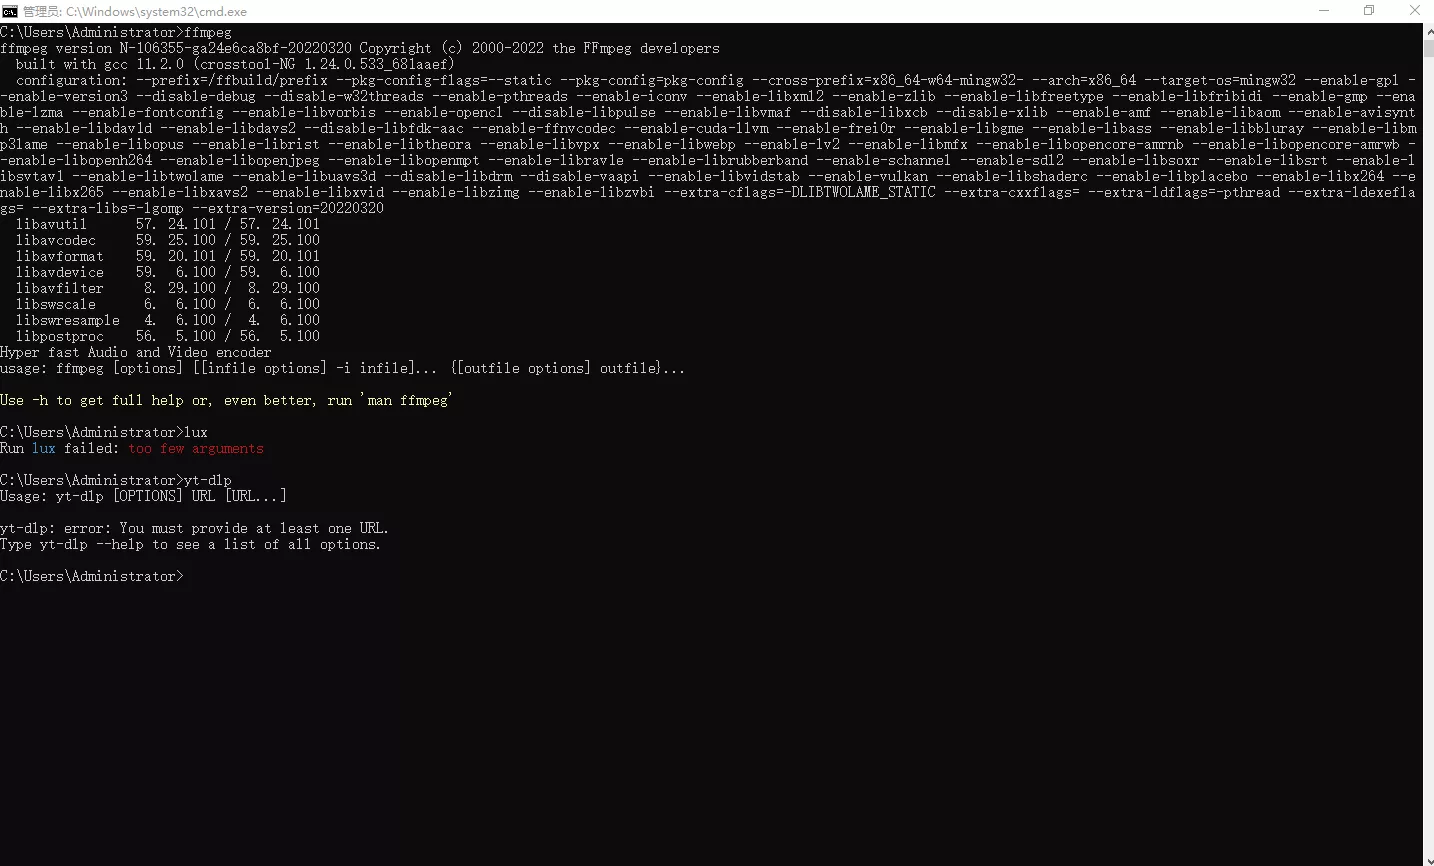 管理员: C:\Windows\system32\cmd.exe
C:\Users\Administrator>ffmpeg
ffmpeg version N-106355-ga24e6ca8bf-20220320 Copyright (c) 2000-2022 the FFmpeg developers
  built with gcc 11.2.0 (crosstool-NG 1.24.0.533_681aaef)
  configuration: --prefix=/ffbuild/prefix --pkg-config-flags=--static --pkg-config=pkg-config --cross-prefix=x86_64-w64-mingw32- --arch=x86_64 --target-os=mingw32 --enable-gpl -
-enable-version3 --disable-debug --disable-w32threads --enable-pthreads --enable-iconv --enable-libxml2 --enable-zlib --enable-libfreetype --enable-libfribidi --enable-gmp --ena
ble-lzma --enable-fontconfig --enable-libvorbis --enable-opencl --disable-libpulse --enable-libvmaf --disable-libxcb --disable-xlib --enable-amf --enable-libaom --enable-avisynt
h --enable-libdav1d --enable-libdavs2 --disable-libfdk-aac --enable-ffnvcodec --enable-cuda-llvm --enable-frei0r --enable-libgme --enable-libass --enable-libbluray --enable-libm
p3lame --enable-libopus --enable-librist --enable-libtheora --enable-libvpx --enable-libwebp --enable-lv2 --enable-libmfx --enable-libopencore-amrnb --enable-libopencore-amrwb -
-enable-libopenh264 --enable-libopenjpeg --enable-libopenmpt --enable-librav1e --enable-librubberband --enable-schannel --enable-sdl2 --enable-libsoxr --enable-libsrt --enable-l
ibsvtav1 --enable-libtwolame --enable-libuavs3d --disable-libdrm --disable-vaapi --enable-libvidstab --enable-vulkan --enable-libshaderc --enable-libplacebo --enable-libx264 --e
nable-libx265 --enable-libxavs2 --enable-libxvid --enable-libzimg --enable-libzvbi --extra-cflags=-DLIBTWOLAME_STATIC --extra-cxxflags= --extra-ldflags=-pthread --extra-ldexefla
gs= --extra-libs=-lgomp --extra-version=20220320
  libavutil      57. 24.101 / 57. 24.101
  libavcodec     59. 25.100 / 59. 25.100
  libavformat    59. 20.101 / 59. 20.101
  libavdevice    59.  6.100 / 59.  6.100
  libavfilter     8. 29.100 /  8. 29.100
  libswscale      6.  6.100 /  6.  6.100
  libswresample   4.  6.100 /  4.  6.100
  libpostproc    56.  5.100 / 56.  5.100
Hyper fast Audio and Video encoder
usage: ffmpeg [options] [[infile options] -i infile]... {[outfile options] outfile}...
Use -h to get full help or, even better, run 'man ffmpeg'
C:\Users\Administrator>lux
Run lux failed: too few arguments
C:\Users\Administrator>yt-dlp
Usage: yt-dlp [OPTIONS] URL [URL...]
yt-dlp: error: You must provide at least one URL.
Type yt-dlp --help to see a list of all options.
C:\Users\Administrator>